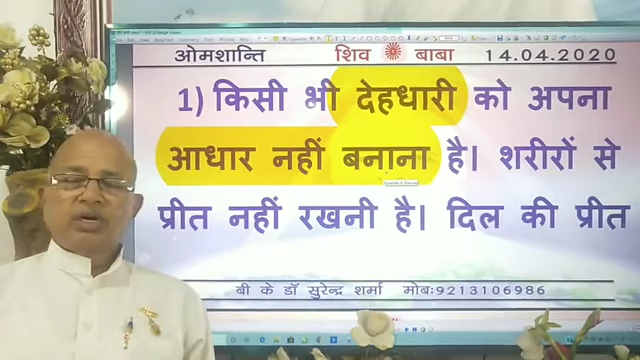 ओमशान्ति शिव बाबा 14.04.2020
1) किसी भी देहधारी को अपना
आधार नहीं बनाना है। शरीरों से
प्रीत नहीं रखनी है। दिल की प्रीत
बी के डॉ सुरेन्द्र शर्मा मोबः9213106986